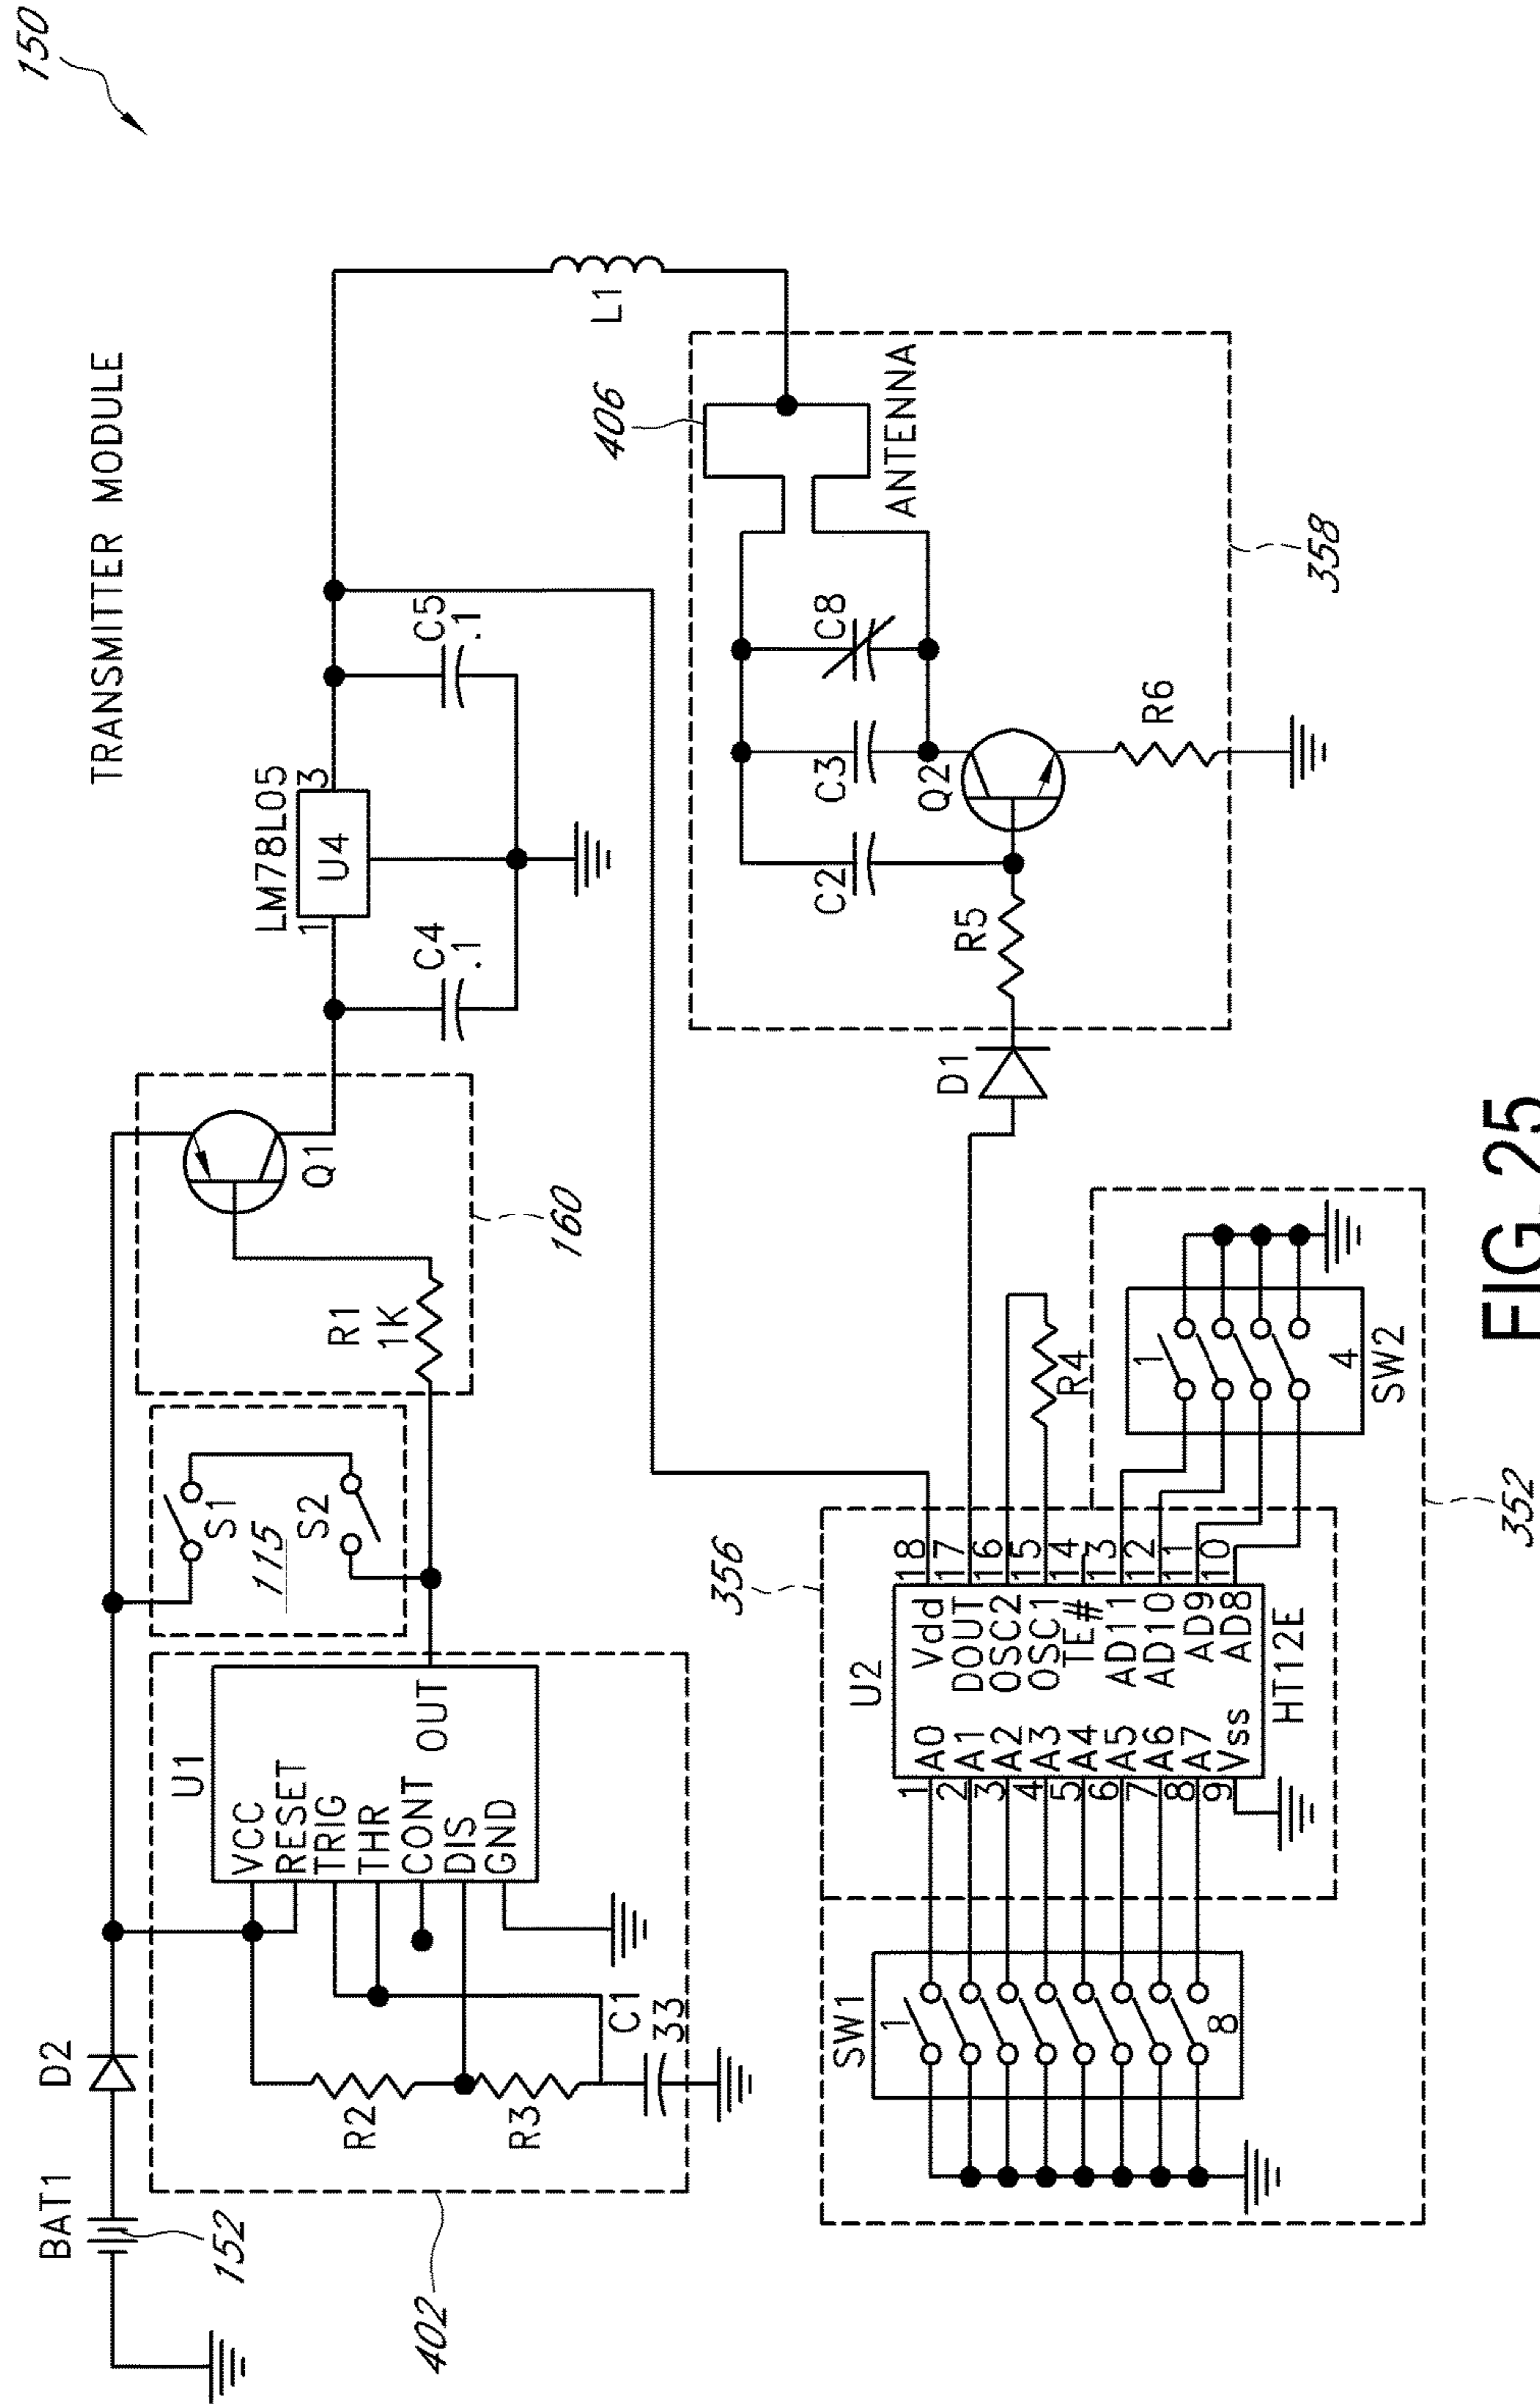 150
TRANSMITTER MODULE
BAT1
152
D2
402
U1
VCC
RESET
TRIG
THR
CONT
DIS
GND
OUT
R2
R3
C1
33
S1
115
S2
R1
1K
Q1
160
LM78L05
1
U4
3
C4
.1
C5
.1
L1
406
ANTENNA
C8
C3
C2
Q2
R5
R6
358
D1
356
U2
SW1
1
8
1
2
3
4
5
6
7
8
9
A0
A1
A2
A3
A4
A5
A6
A7
Vss
Vdd
DOUT
OSC2
OSC1
TE#
AD11
AD10
AD9
AD8
18
17
16
15
14
13
12
11
10
HT12E
R4
1
4
SW2
352
FIG. 25